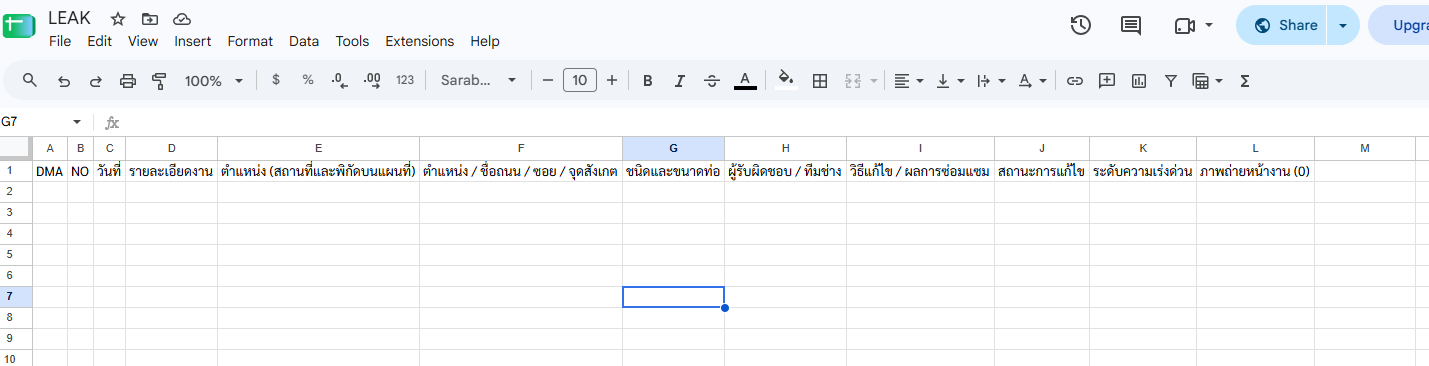 LEAK
File Edit View Insert Format Data Tools Extensions Help
Share
100% $ % .0 .00 123 Sarab... 10 B I A A Σ
G7 fx
A B C D E F G H I J K L M
1 DMA NO วันที่ รายละเอียดงาน ตำแหน่ง (สถานที่และพิกัดบนแผนที่) ตำแหน่ง / ชื่อถนน / ซอย / จุดสังเกต ชนิดและขนาดท่อ ผู้รับผิดชอบ / ทีมช่าง วิธีแก้ไข / ผลการซ่อมแซม สถานะการแก้ไข ระดับความเร่งด่วน ภาพถ่ายหน้างาน (0)
2
3
4
5
6
7
8
9
10